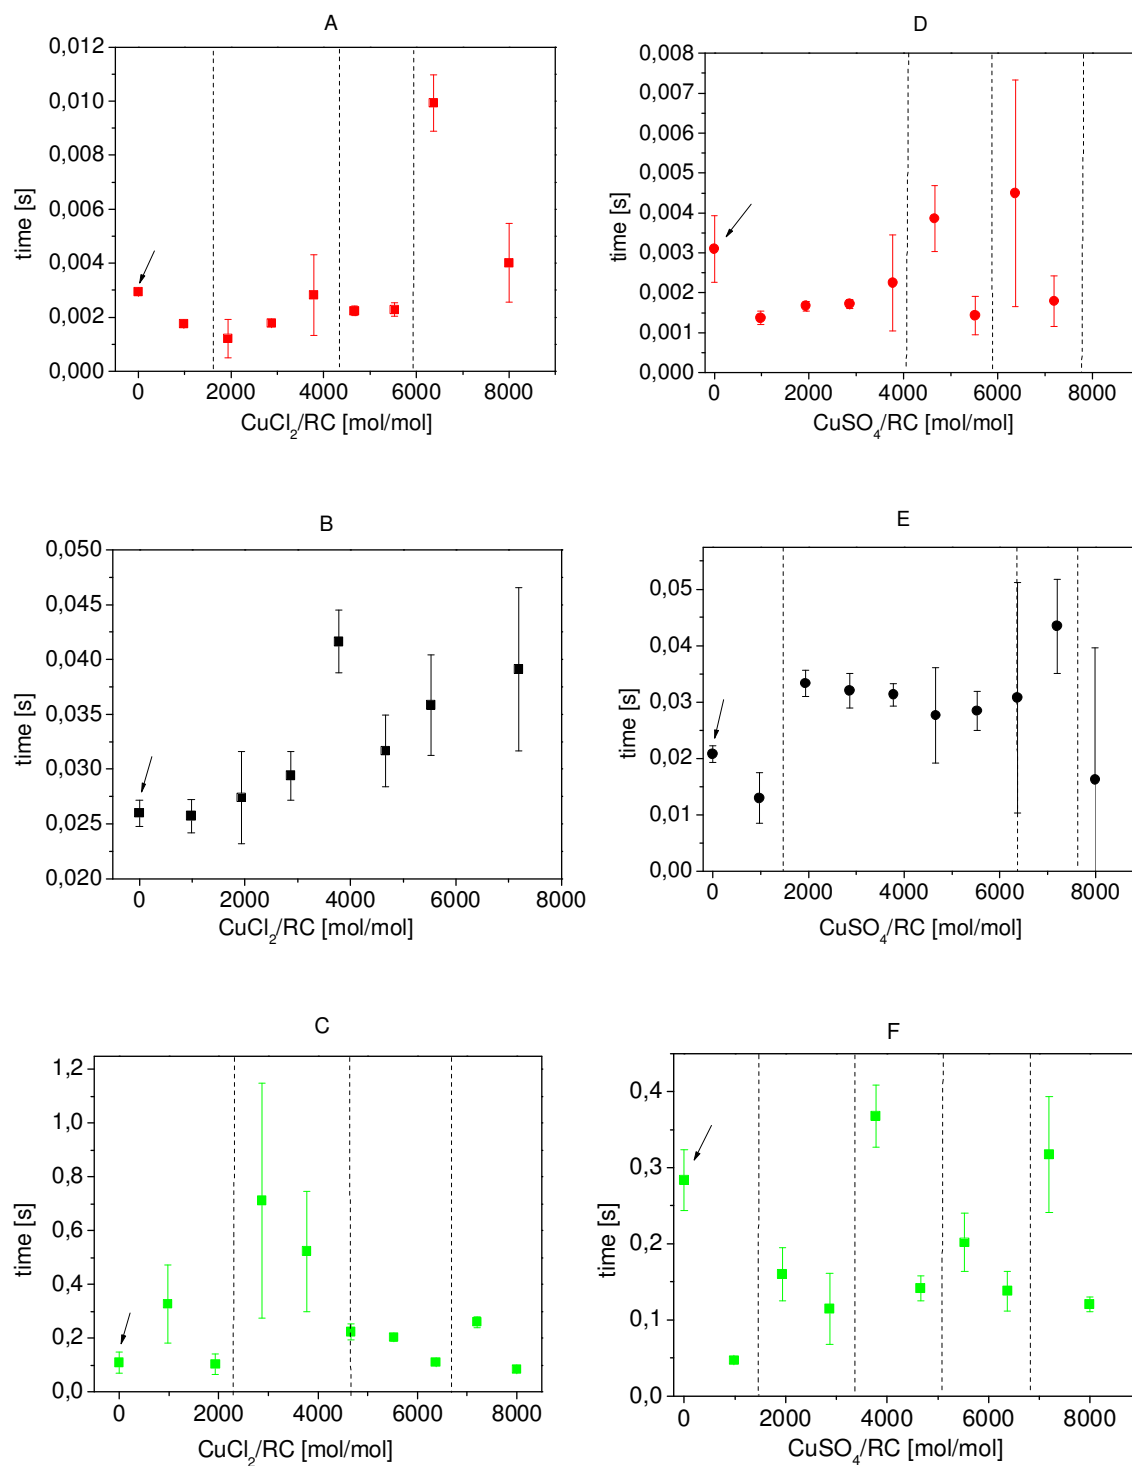 A
0,012
0,010
0,008
0,006
0,004
0,002
0,000
time [s]
0 2000 4000 6000 8000
CuCl2/RC [mol/mol]
D
0,008
0,007
0,006
0,005
0,004
0,003
0,002
0,001
0,000
time [s]
0 2000 4000 6000 8000
CuSO4/RC [mol/mol]
B
0,050
0,045
0,040
0,035
0,030
0,025
0,020
time [s]
0 2000 4000 6000 8000
CuCl2/RC [mol/mol]
E
0,05
0,04
0,03
0,02
0,01
0,00
time [s]
0 2000 4000 6000 8000
CuSO4/RC [mol/mol]
C
1,2
1,0
0,8
0,6
0,4
0,2
0,0
time [s]
0 2000 4000 6000 8000
CuCl2/RC [mol/mol]
F
0,4
0,3
0,2
0,1
0,0
time [s]
0 2000 4000 6000 8000
CuSO4/RC [mol/mol]